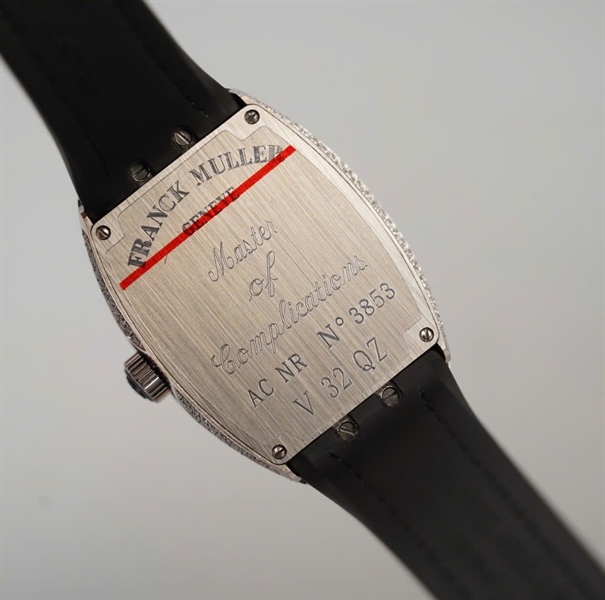 FRANCK MULLER
GENEVE
Master
of
Complications
AC NR N° 3853
V 32 QZ